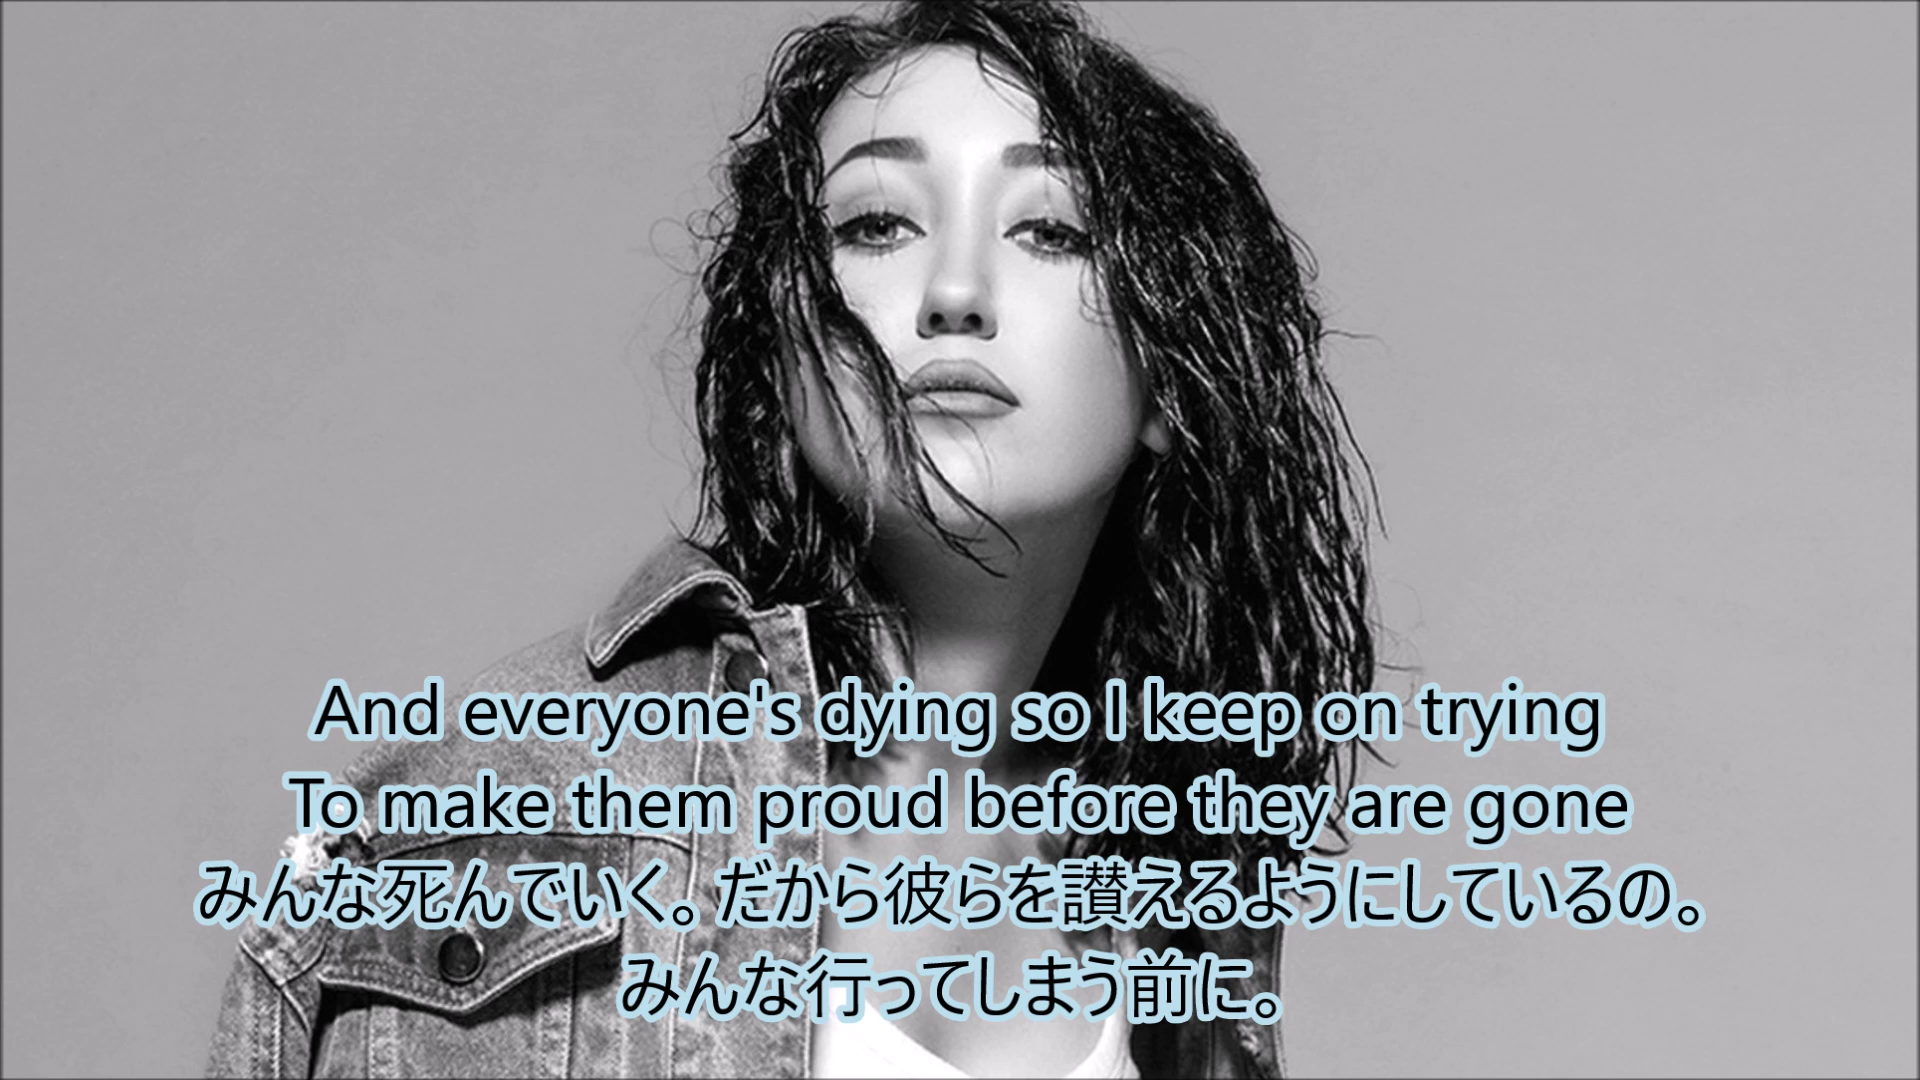 And everyone's dying so I keep on trying
To make them proud before they are gone
みんな死んでいく。だから彼らを讃えるようにしているの。
みんな行ってしまう前に。